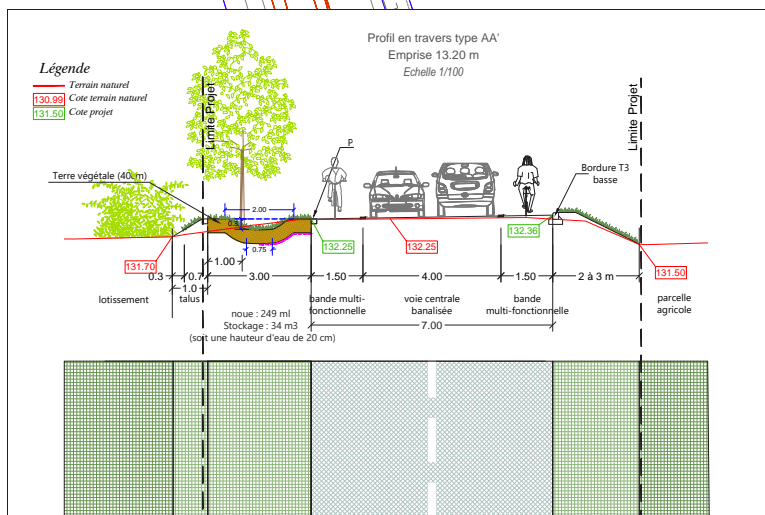 Profil en travers type AA'
Emprise 13.20 m
Echelle 1/100
Légende
Terrain naturel
130.99 Cote terrain naturel
131.50 Cote projet
Limite Projet
Limite Projet
P
Terre végétale (40cm)
Bordure T3
basse
2.00
0.75
132.25
132.25
132.36
131.70
131.50
1.00
0.3
0.7
3.00
1.50
4.00
1.50
2 à 3 m
1.0
lotissement
talus
bande multi-
fonctionnelle
voie centrale
banalisée
bande
multi-fonctionnelle
parcelle
agricole
noue : 249 ml
Stockage : 34 m3
(soit une hauteur d'eau de 20 cm)
7.00